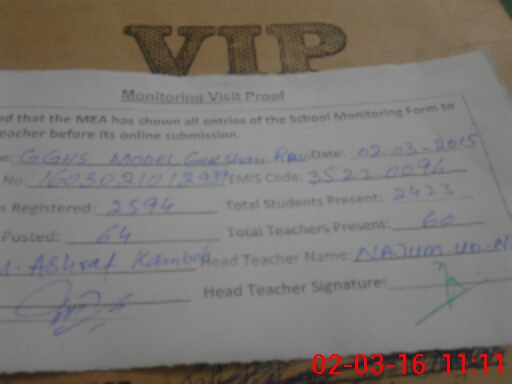 VIP
Monitoring Visit Proof
ed that the MEA has shown all entries of the School Monitoring Form to
eacher before its online submission.
e: GGHS MODEL Gulshan Ravi Date: 02-03-2015
No: EMIS Code: 35220096
s Registered: 2594 Total Students Present: 2423
Posted: 64 Total Teachers Present: 60
M. AShraf Kamboh Head Teacher Name: NAJUM-UD-N
Head Teacher Signature:
02-03-16 11:11